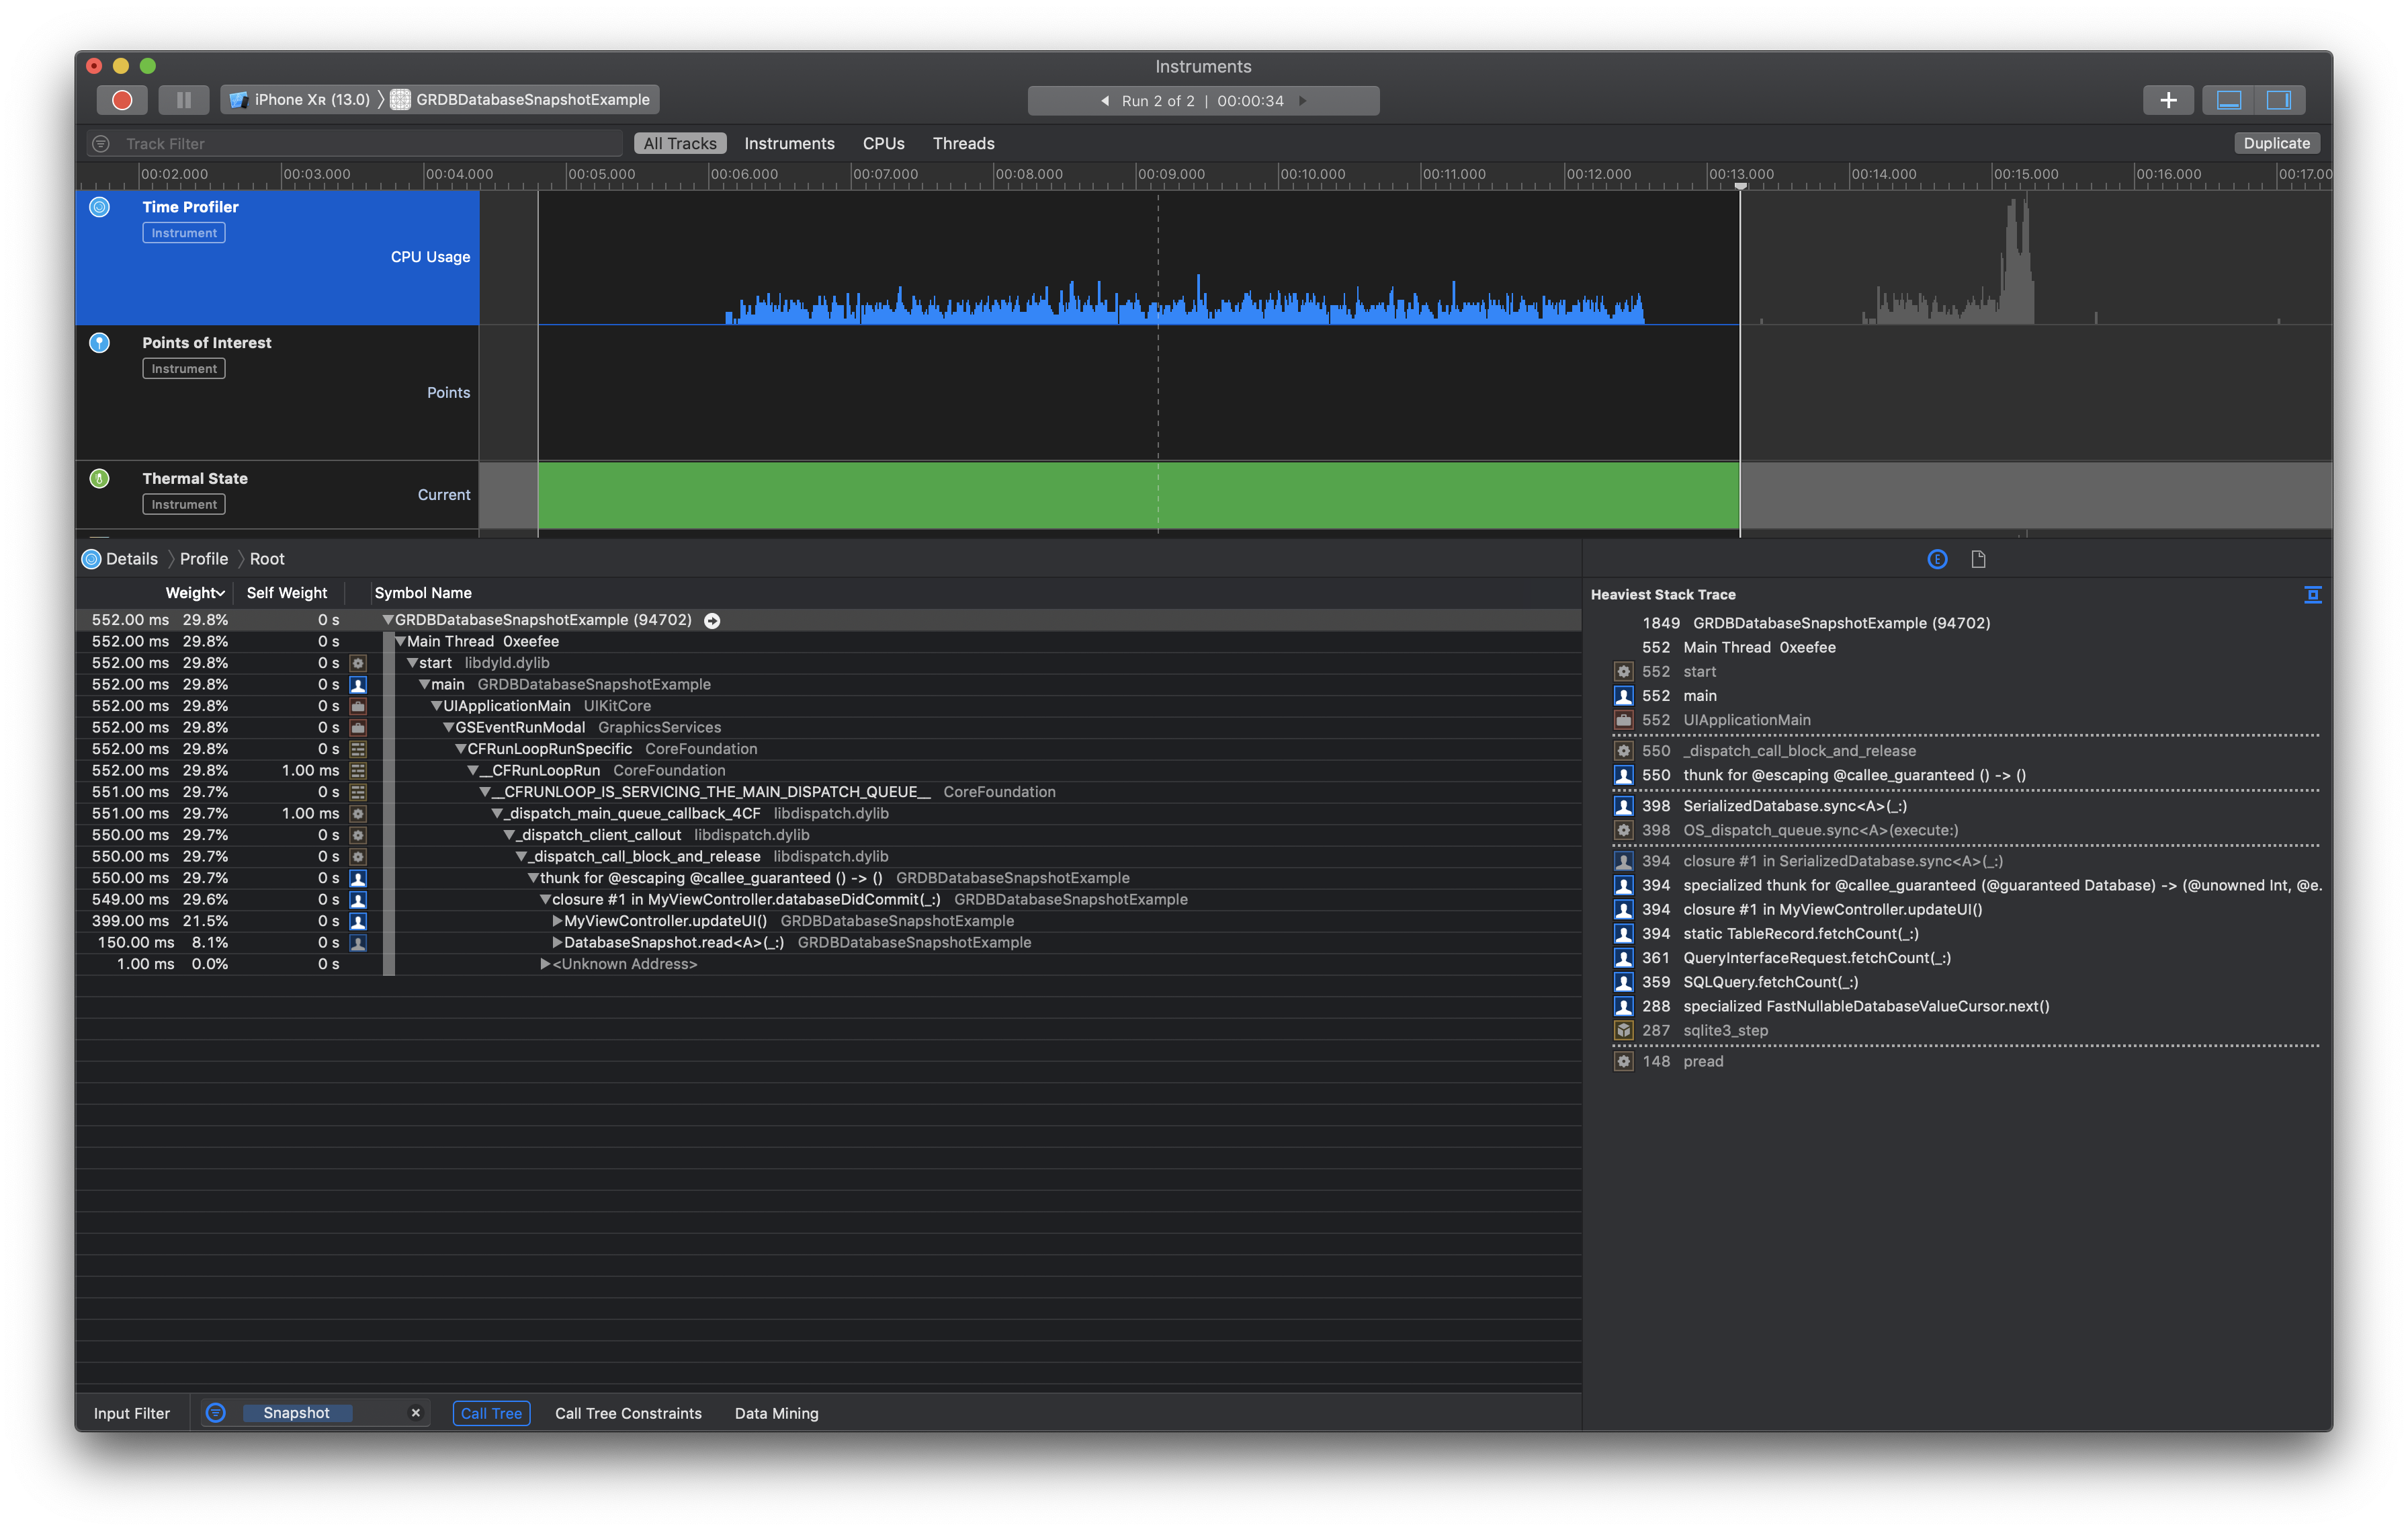 Instruments
iPhone Xʀ (13.0) 〉 GRDBDatabaseSnapshotExample
Run 2 of 2 | 00:00:34
Track Filter All Tracks Instruments CPUs Threads Duplicate
00:02.000 00:03.000 00:04.000 00:05.000 00:06.000 00:07.000 00:08.000 00:09.000 00:10.000 00:11.000 00:12.000 00:13.000 00:14.000 00:15.000 00:16.000 00:17.00
Time Profiler
Instrument
CPU Usage
Points of Interest
Instrument
Points
Thermal State
Instrument
Current
Details 〉 Profile 〉 Root
Weight Self Weight Symbol Name
552.00 ms 29.8% 0 s GRDBDatabaseSnapshotExample (94702)
552.00 ms 29.8% 0 s Main Thread 0xeefee
552.00 ms 29.8% 0 s start libdyld.dylib
552.00 ms 29.8% 0 s main GRDBDatabaseSnapshotExample
552.00 ms 29.8% 0 s UIApplicationMain UIKitCore
552.00 ms 29.8% 0 s GSEventRunModal GraphicsServices
552.00 ms 29.8% 0 s CFRunLoopRunSpecific CoreFoundation
552.00 ms 29.8% 1.00 ms __CFRunLoopRun CoreFoundation
551.00 ms 29.7% 0 s __CFRUNLOOP_IS_SERVICING_THE_MAIN_DISPATCH_QUEUE__ CoreFoundation
551.00 ms 29.7% 1.00 ms _dispatch_main_queue_callback_4CF libdispatch.dylib
550.00 ms 29.7% 0 s _dispatch_client_callout libdispatch.dylib
550.00 ms 29.7% 0 s _dispatch_call_block_and_release libdispatch.dylib
550.00 ms 29.7% 0 s thunk for @escaping @callee_guaranteed () -> () GRDBDatabaseSnapshotExample
549.00 ms 29.6% 0 s closure #1 in MyViewController.databaseDidCommit(_:) GRDBDatabaseSnapshotExample
399.00 ms 21.5% 0 s MyViewController.updateUI() GRDBDatabaseSnapshotExample
150.00 ms 8.1% 0 s DatabaseSnapshot.read<A>(_:) GRDBDatabaseSnapshotExample
1.00 ms 0.0% 0 s <Unknown Address>
Input Filter Snapshot Call Tree Call Tree Constraints Data Mining
E
Heaviest Stack Trace
1849 GRDBDatabaseSnapshotExample (94702)
552 Main Thread 0xeefee
552 start
552 main
552 UIApplicationMain
550 _dispatch_call_block_and_release
550 thunk for @escaping @callee_guaranteed () -> ()
398 SerializedDatabase.sync<A>(_:)
398 OS_dispatch_queue.sync<A>(execute:)
394 closure #1 in SerializedDatabase.sync<A>(_:)
394 specialized thunk for @callee_guaranteed (@guaranteed Database) -> (@unowned Int, @e.
394 closure #1 in MyViewController.updateUI()
394 static TableRecord.fetchCount(_:)
361 QueryInterfaceRequest.fetchCount(_:)
359 SQLQuery.fetchCount(_:)
288 specialized FastNullableDatabaseValueCursor.next()
287 sqlite3_step
148 pread